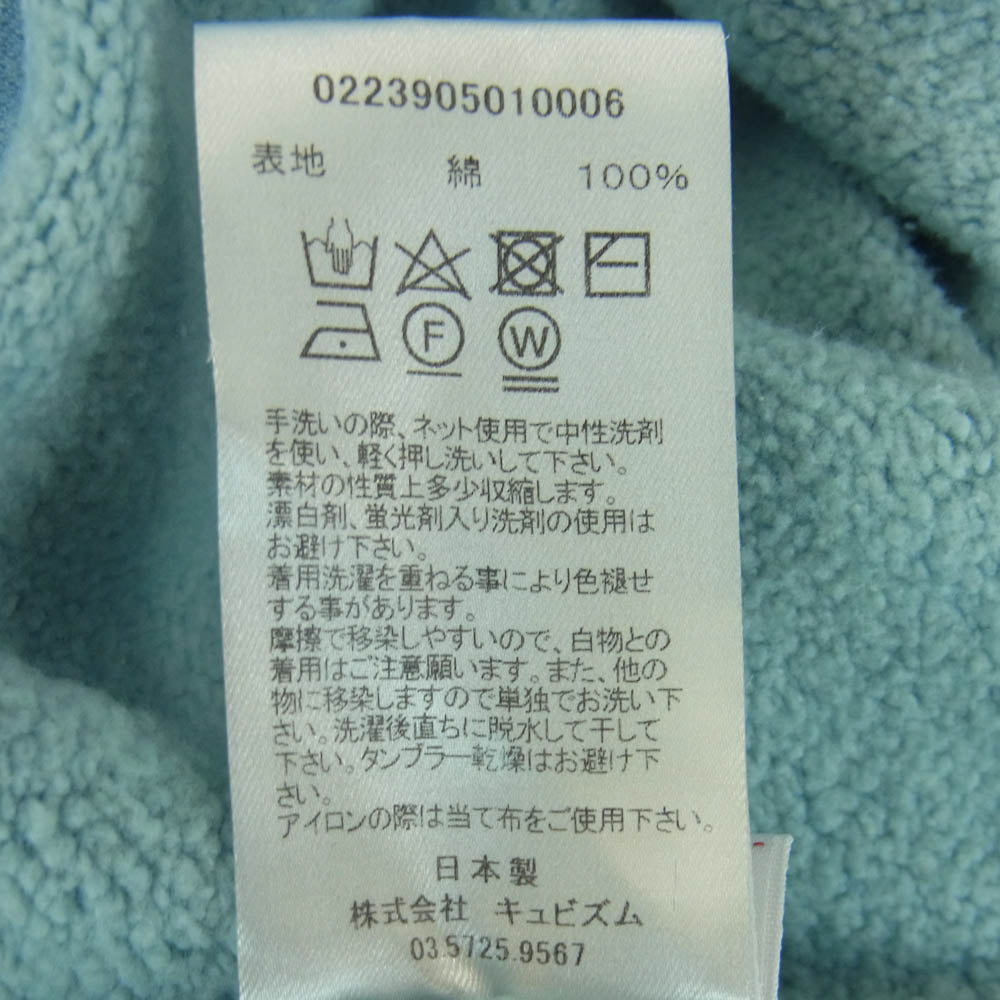 0223905010006
表地 綿 100%
F W
手洗いの際、ネット使用で中性洗剤
を使い、軽く押し洗いして下さい。
素材の性質上多少収縮します。
漂白剤、蛍光剤入り洗剤の使用は
お避け下さい。
着用洗濯を重ねる事により色褪せ
する事があります。
摩擦で移染しやすいので、白物との
着用はご注意願います。また、他の
物に移染しますので単独でお洗い下
さい。洗濯後直ちに脱水して干して
下さい。タンブラー乾燥はお避け下
さい。
アイロンの際は当て布をご使用下さい。
日本製
株式会社 キュビズム
03.5725.9567